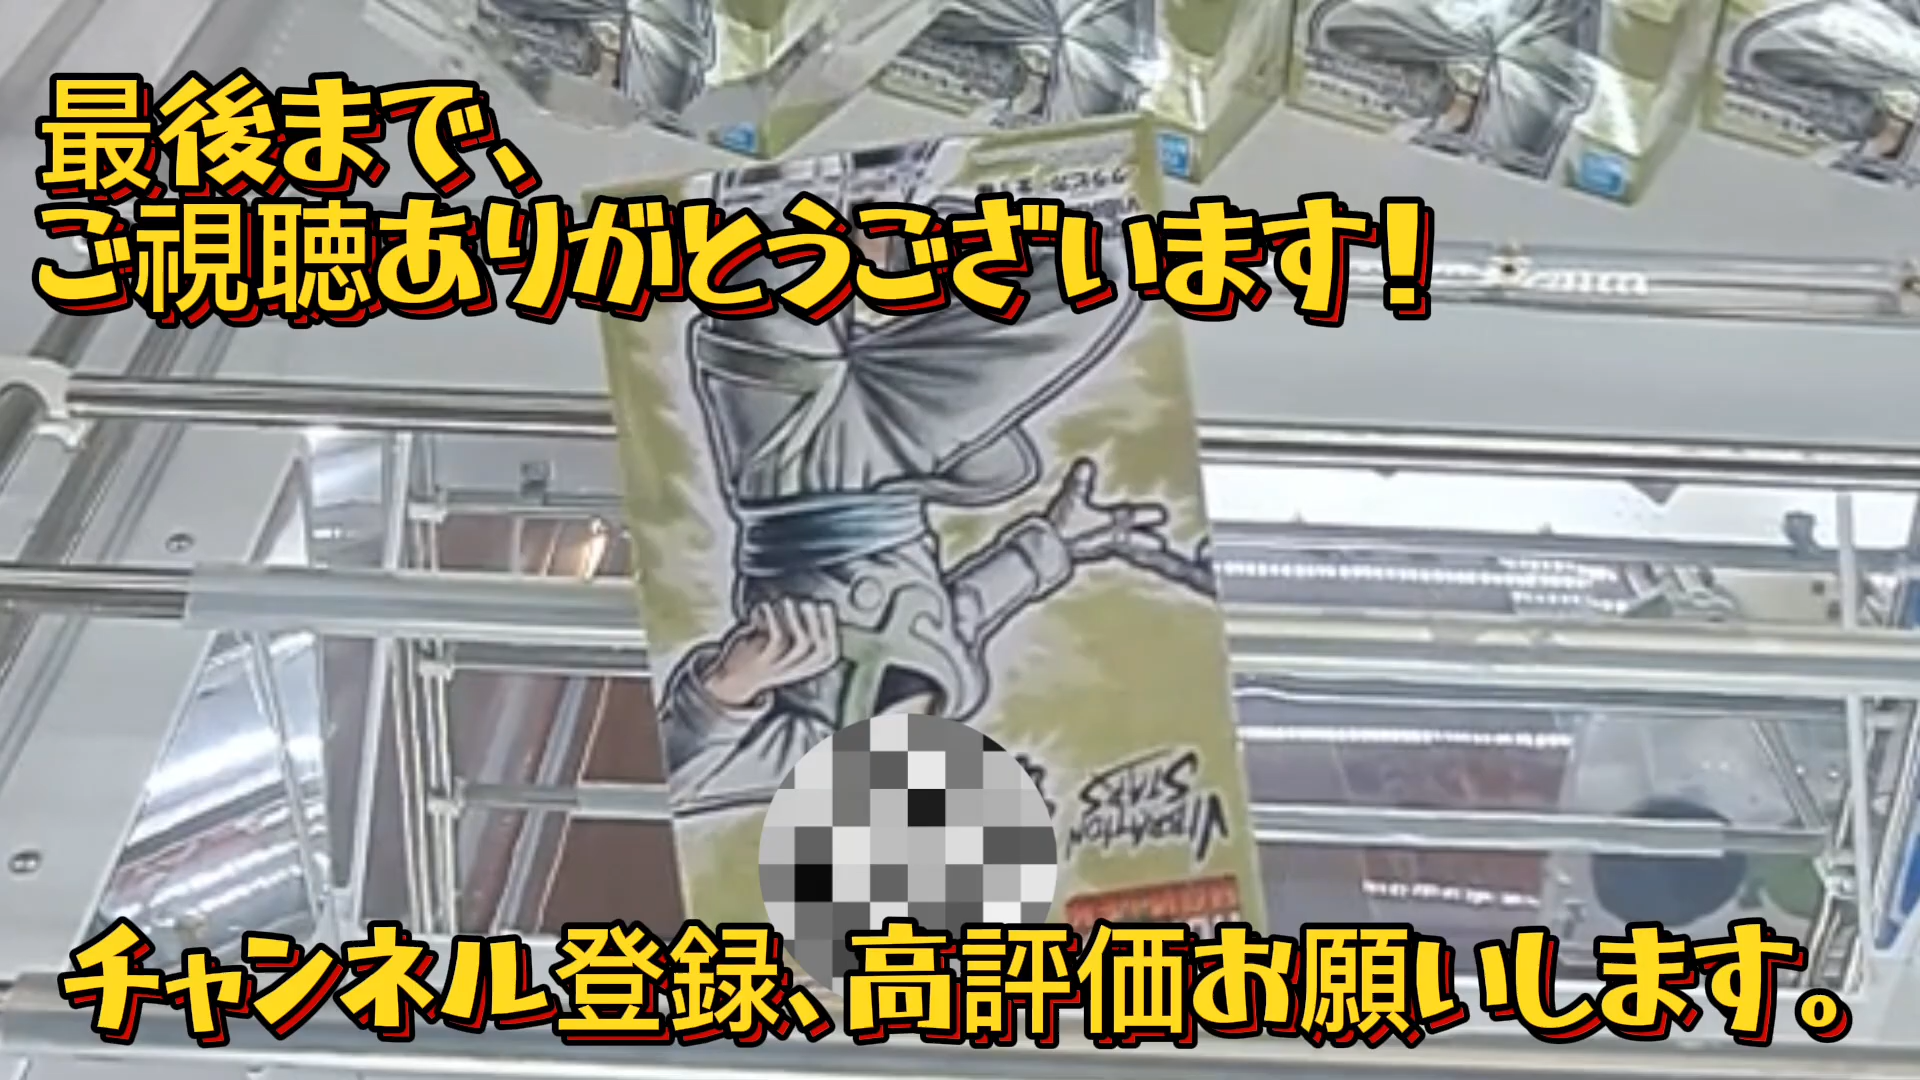 最後まで、
ご視聴ありがとうございます!
VIBRATION
STARS
チャンネル登録、高評価お願いします。